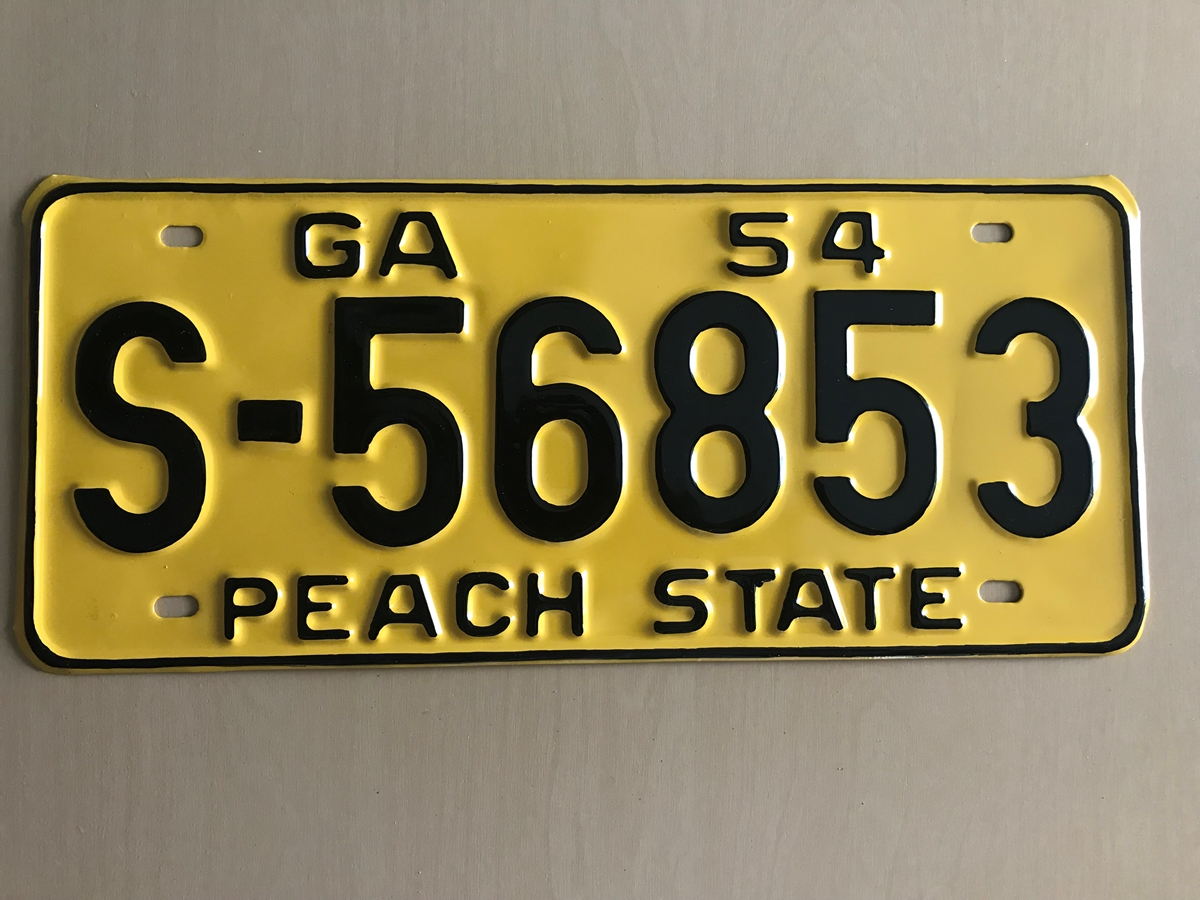 GA 54
S-56853
PEACH STATE